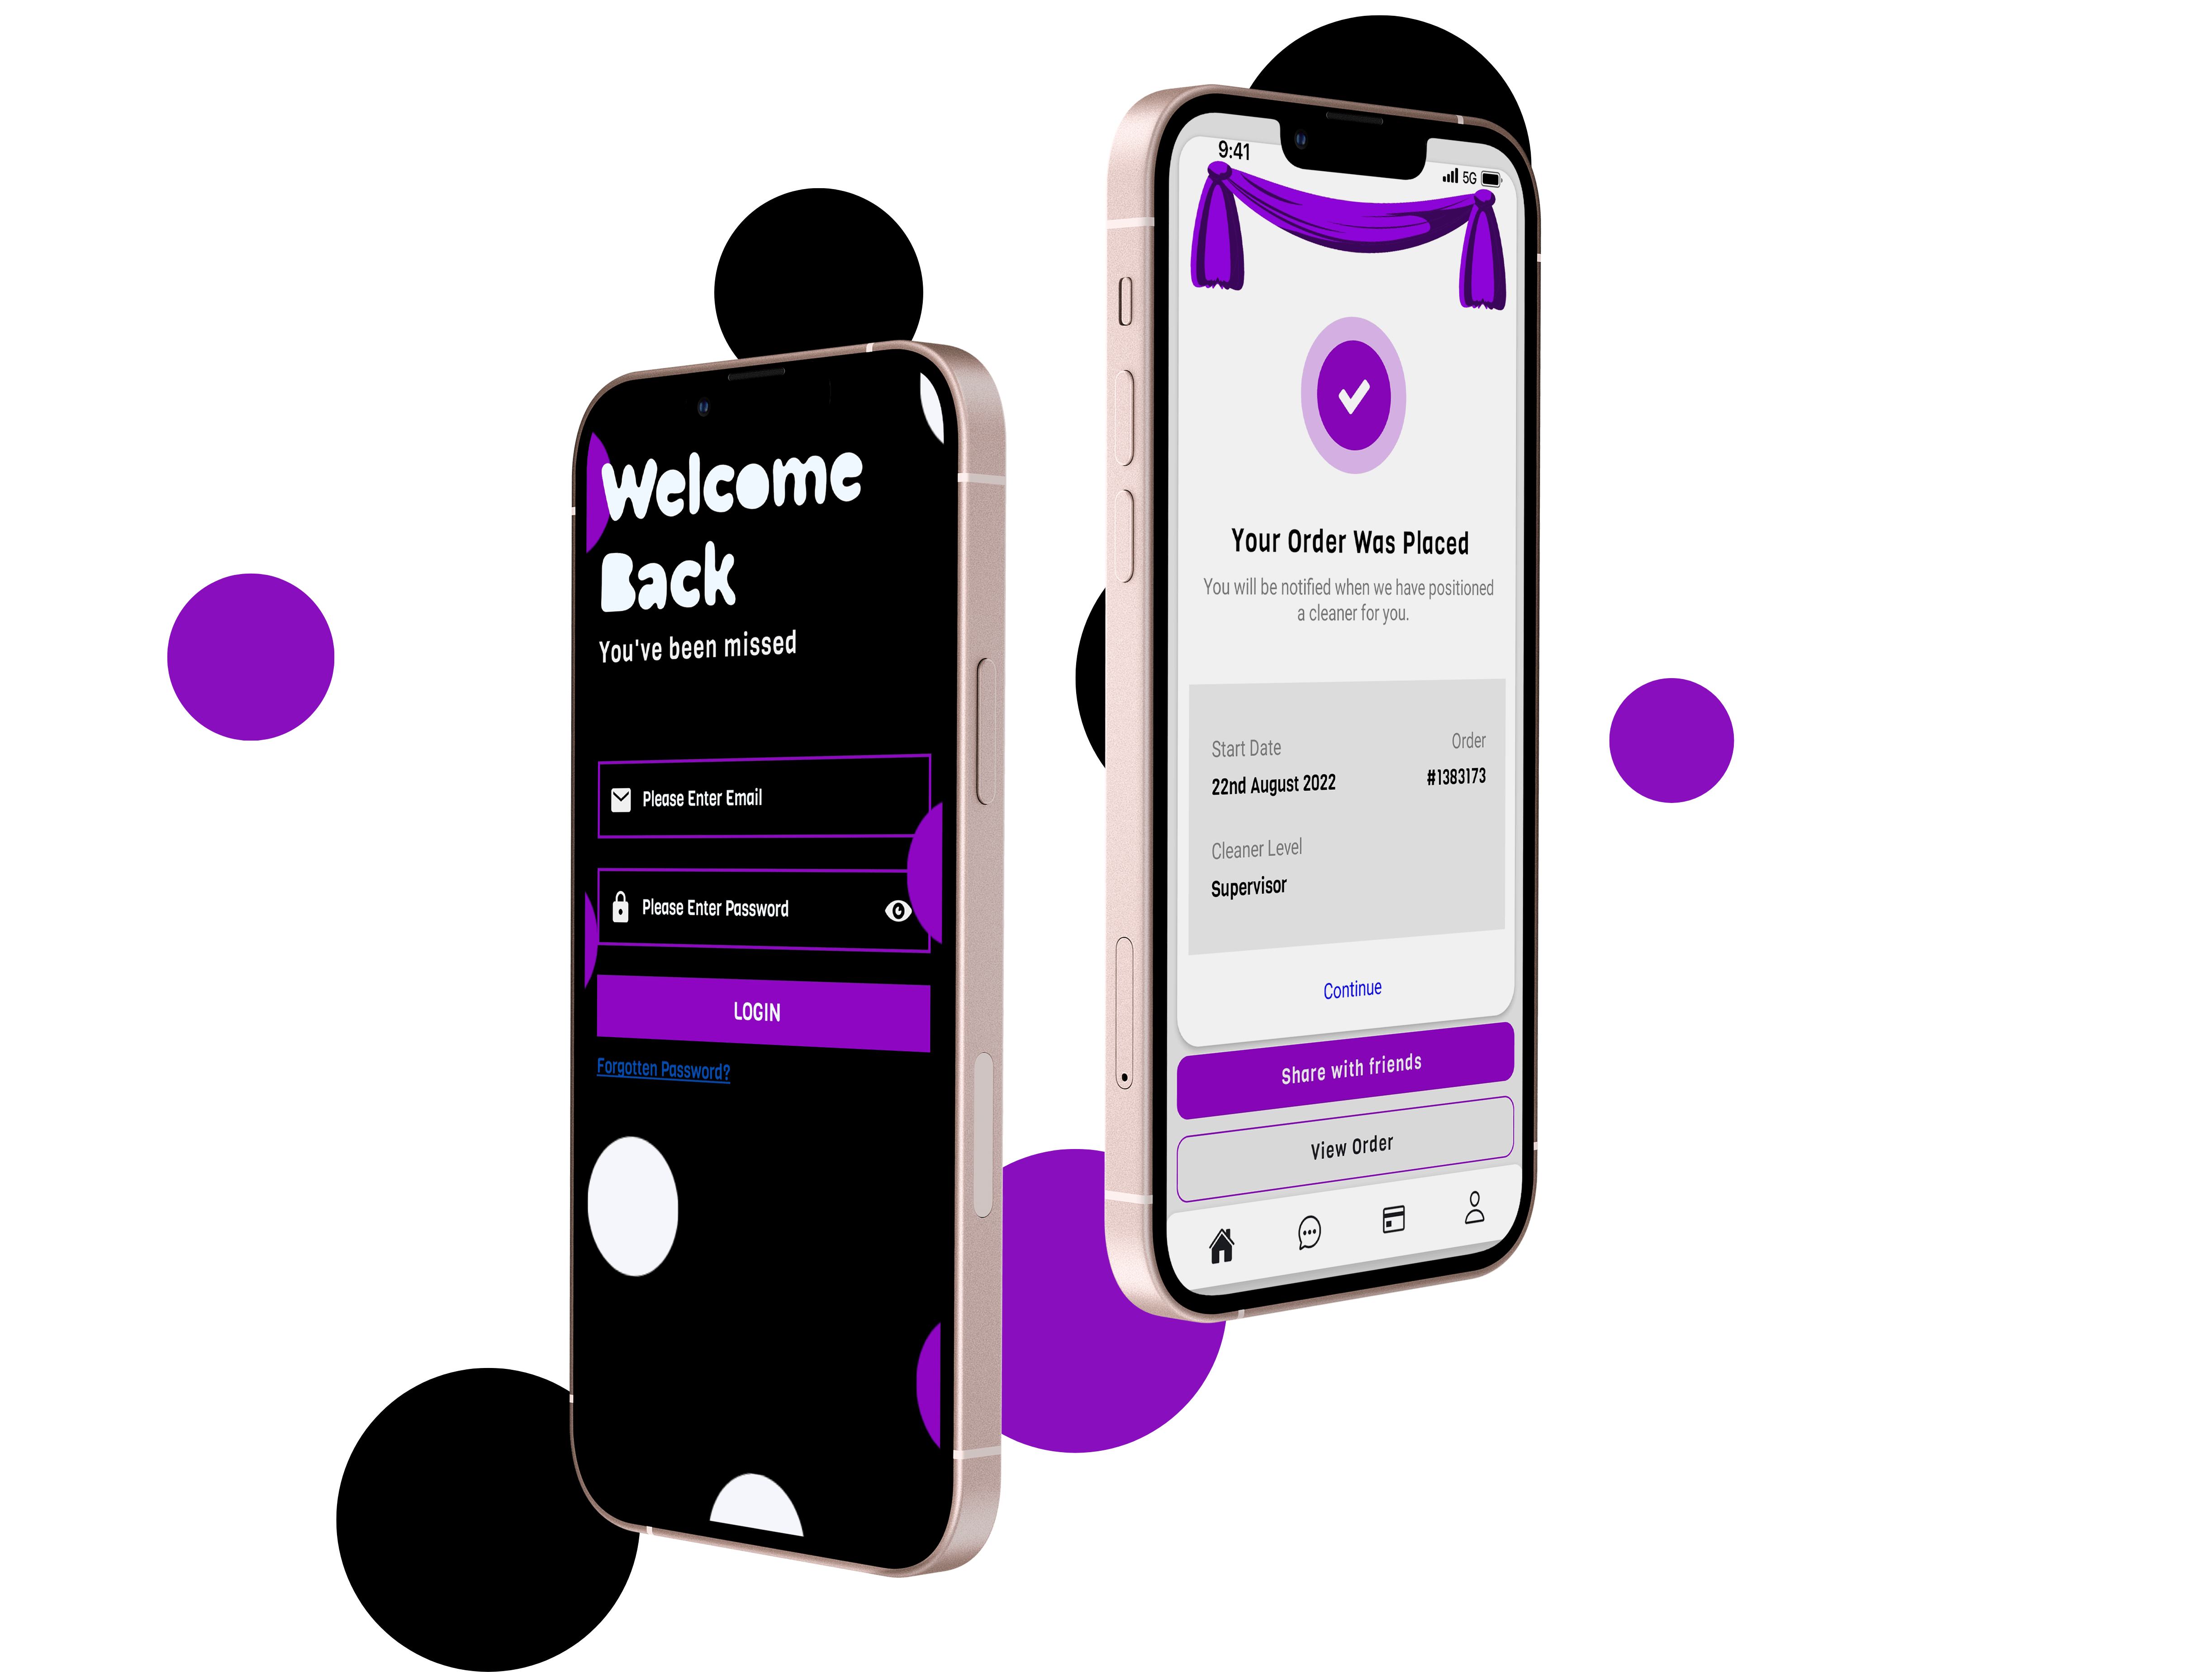 Welcome
Back
You've been missed
Please Enter Email
Please Enter Password
LOGIN
Forgotten Password?
9:41
5G
Your Order Was Placed
You will be notified when we have positioned
a cleaner for you.
Start Date
Order
22nd August 2022
#1383173
Cleaner Level
Supervisor
Continue
Share with friends
View Order